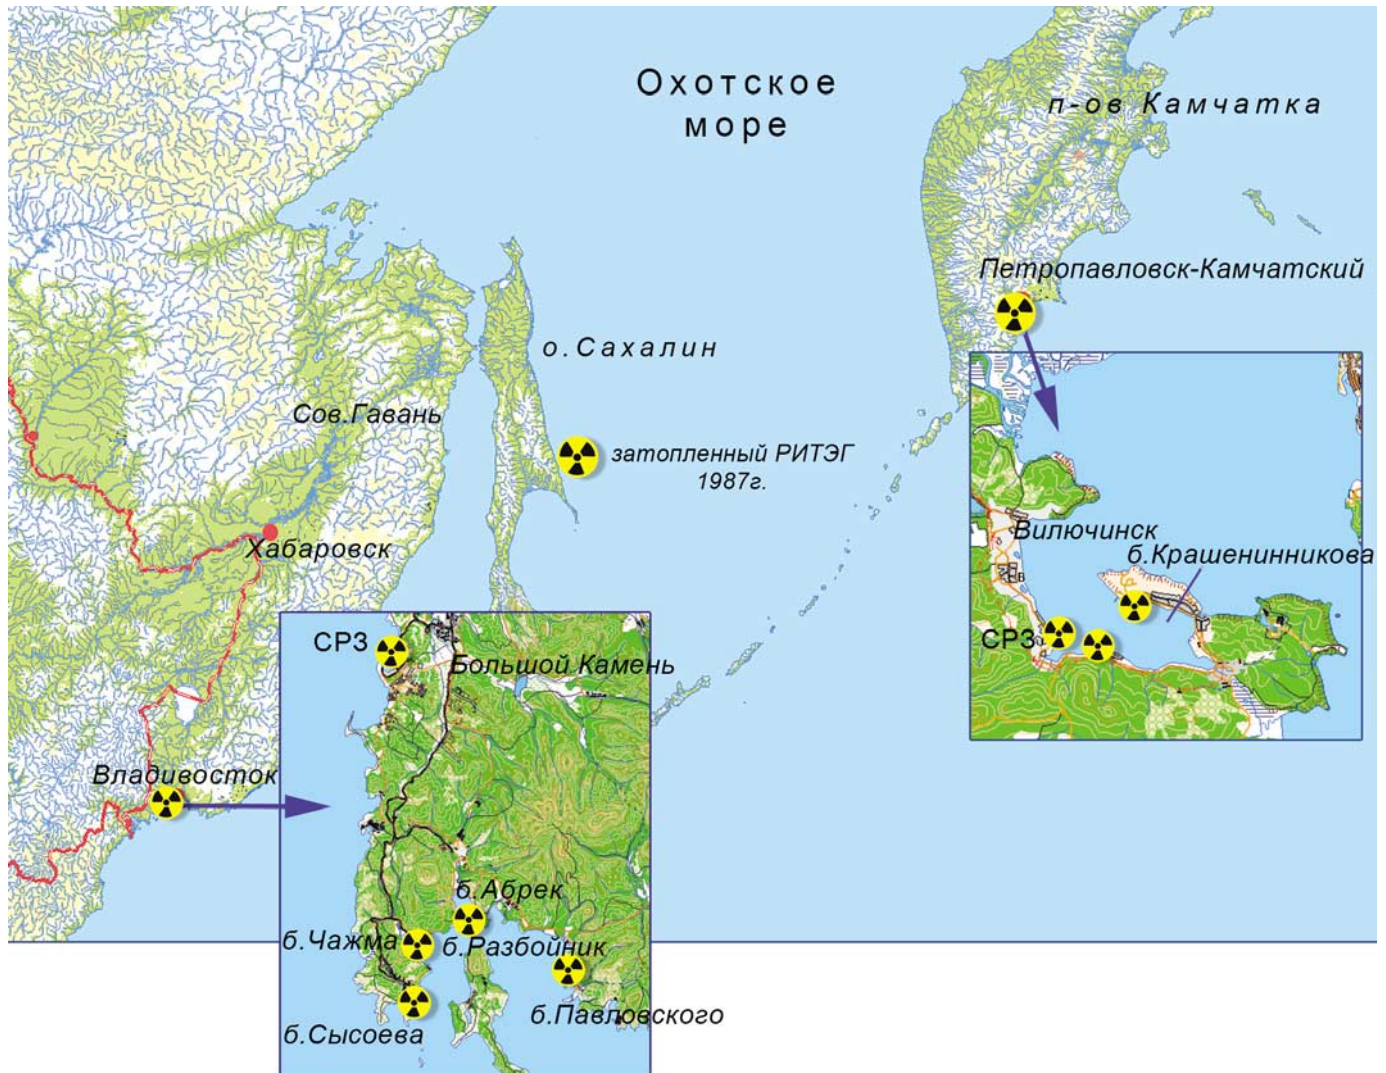 Охотское
море
п-ов Камчатка
Петропавловск-Камчатский
о.Сахалин
Сов.Гавань
затопленный РИТЭГ
1987г.
Хабаровск
Вилючинск
б.Крашенинникова
СРЗ
СРЗ
Большой Камень
Владивосток
б.Абрек
б.Чажма
б.Разбойник
б.Павловского
б.Сысоева